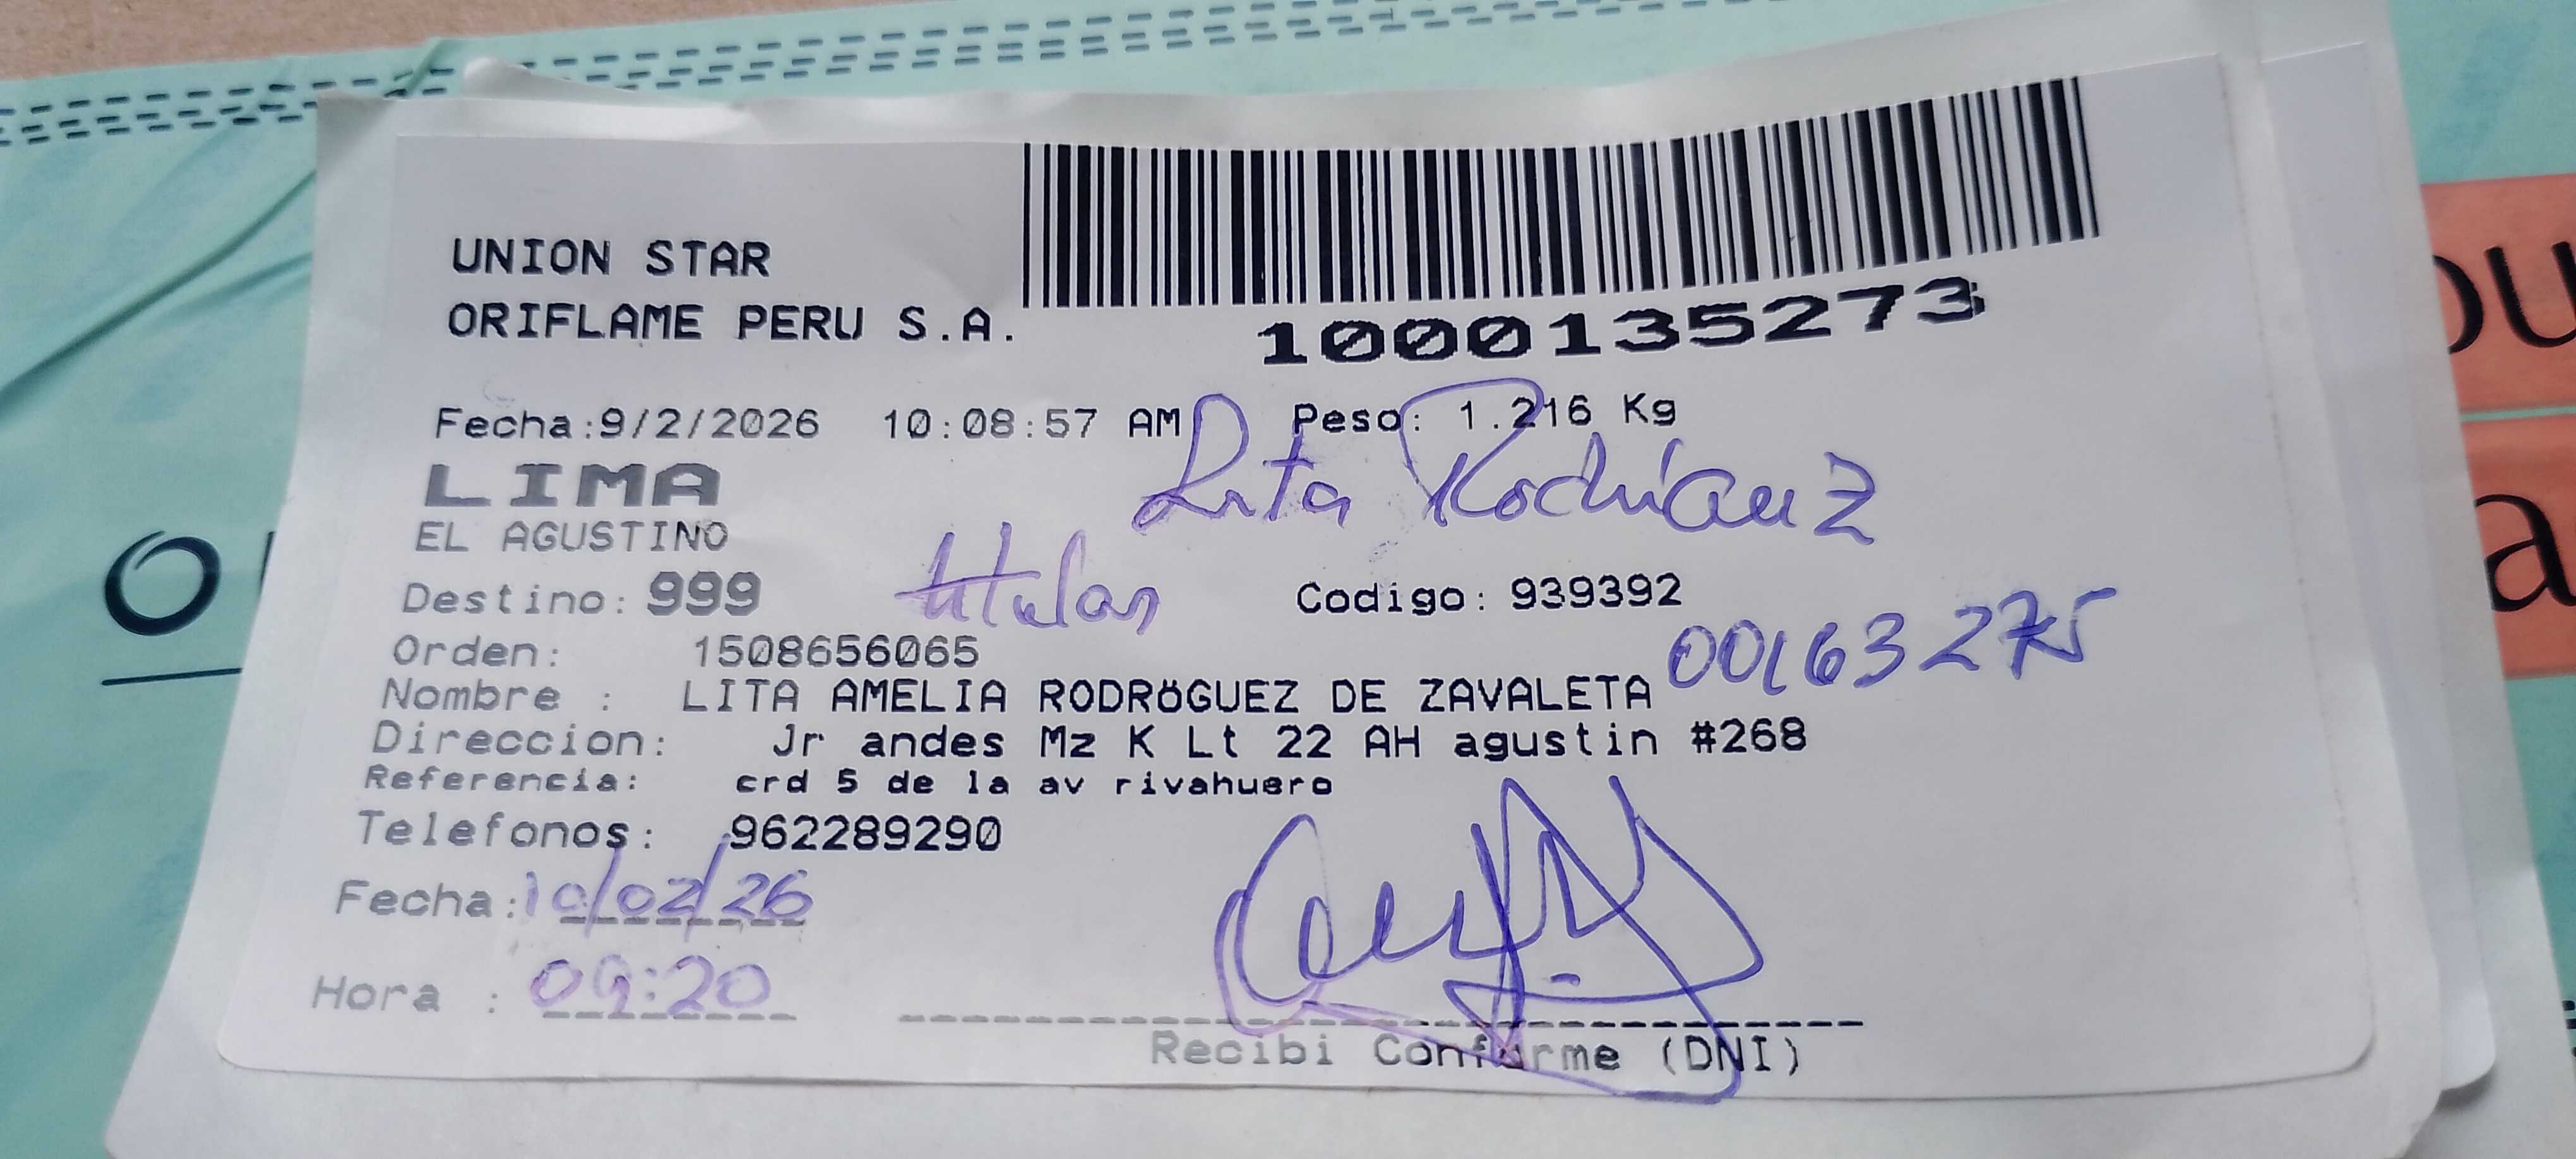 UNION STAR
ORIFLAME PERU S.A.
1000135273
Fecha:9/2/2026 10:08:57 AM Peso: 1.216 Kg
LIMA
Lita Rodríguez
EL AGUSTINO
Destino: 999 titular Codigo: 939392
Orden: 1508656065
00163275
Nombre : LITA AMELIA RODRÖGUEZ DE ZAVALETA
Direccion: Jr andes Mz K Lt 22 AH agustin #268
Referencia: crd 5 de la av rivahuero
Telefonos: 962289290
Fecha: 10/02/26
Hora : 09:20
Recibi Conforme (DNI)